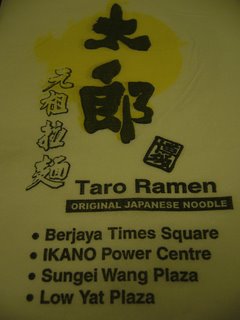 太郎
元祖拉麺
Taro Ramen
ORIGINAL JAPANESE NOODLE
• Berjaya Times Square
• IKANO Power Centre
• Sungei Wang Plaza
• Low Yat Plaza